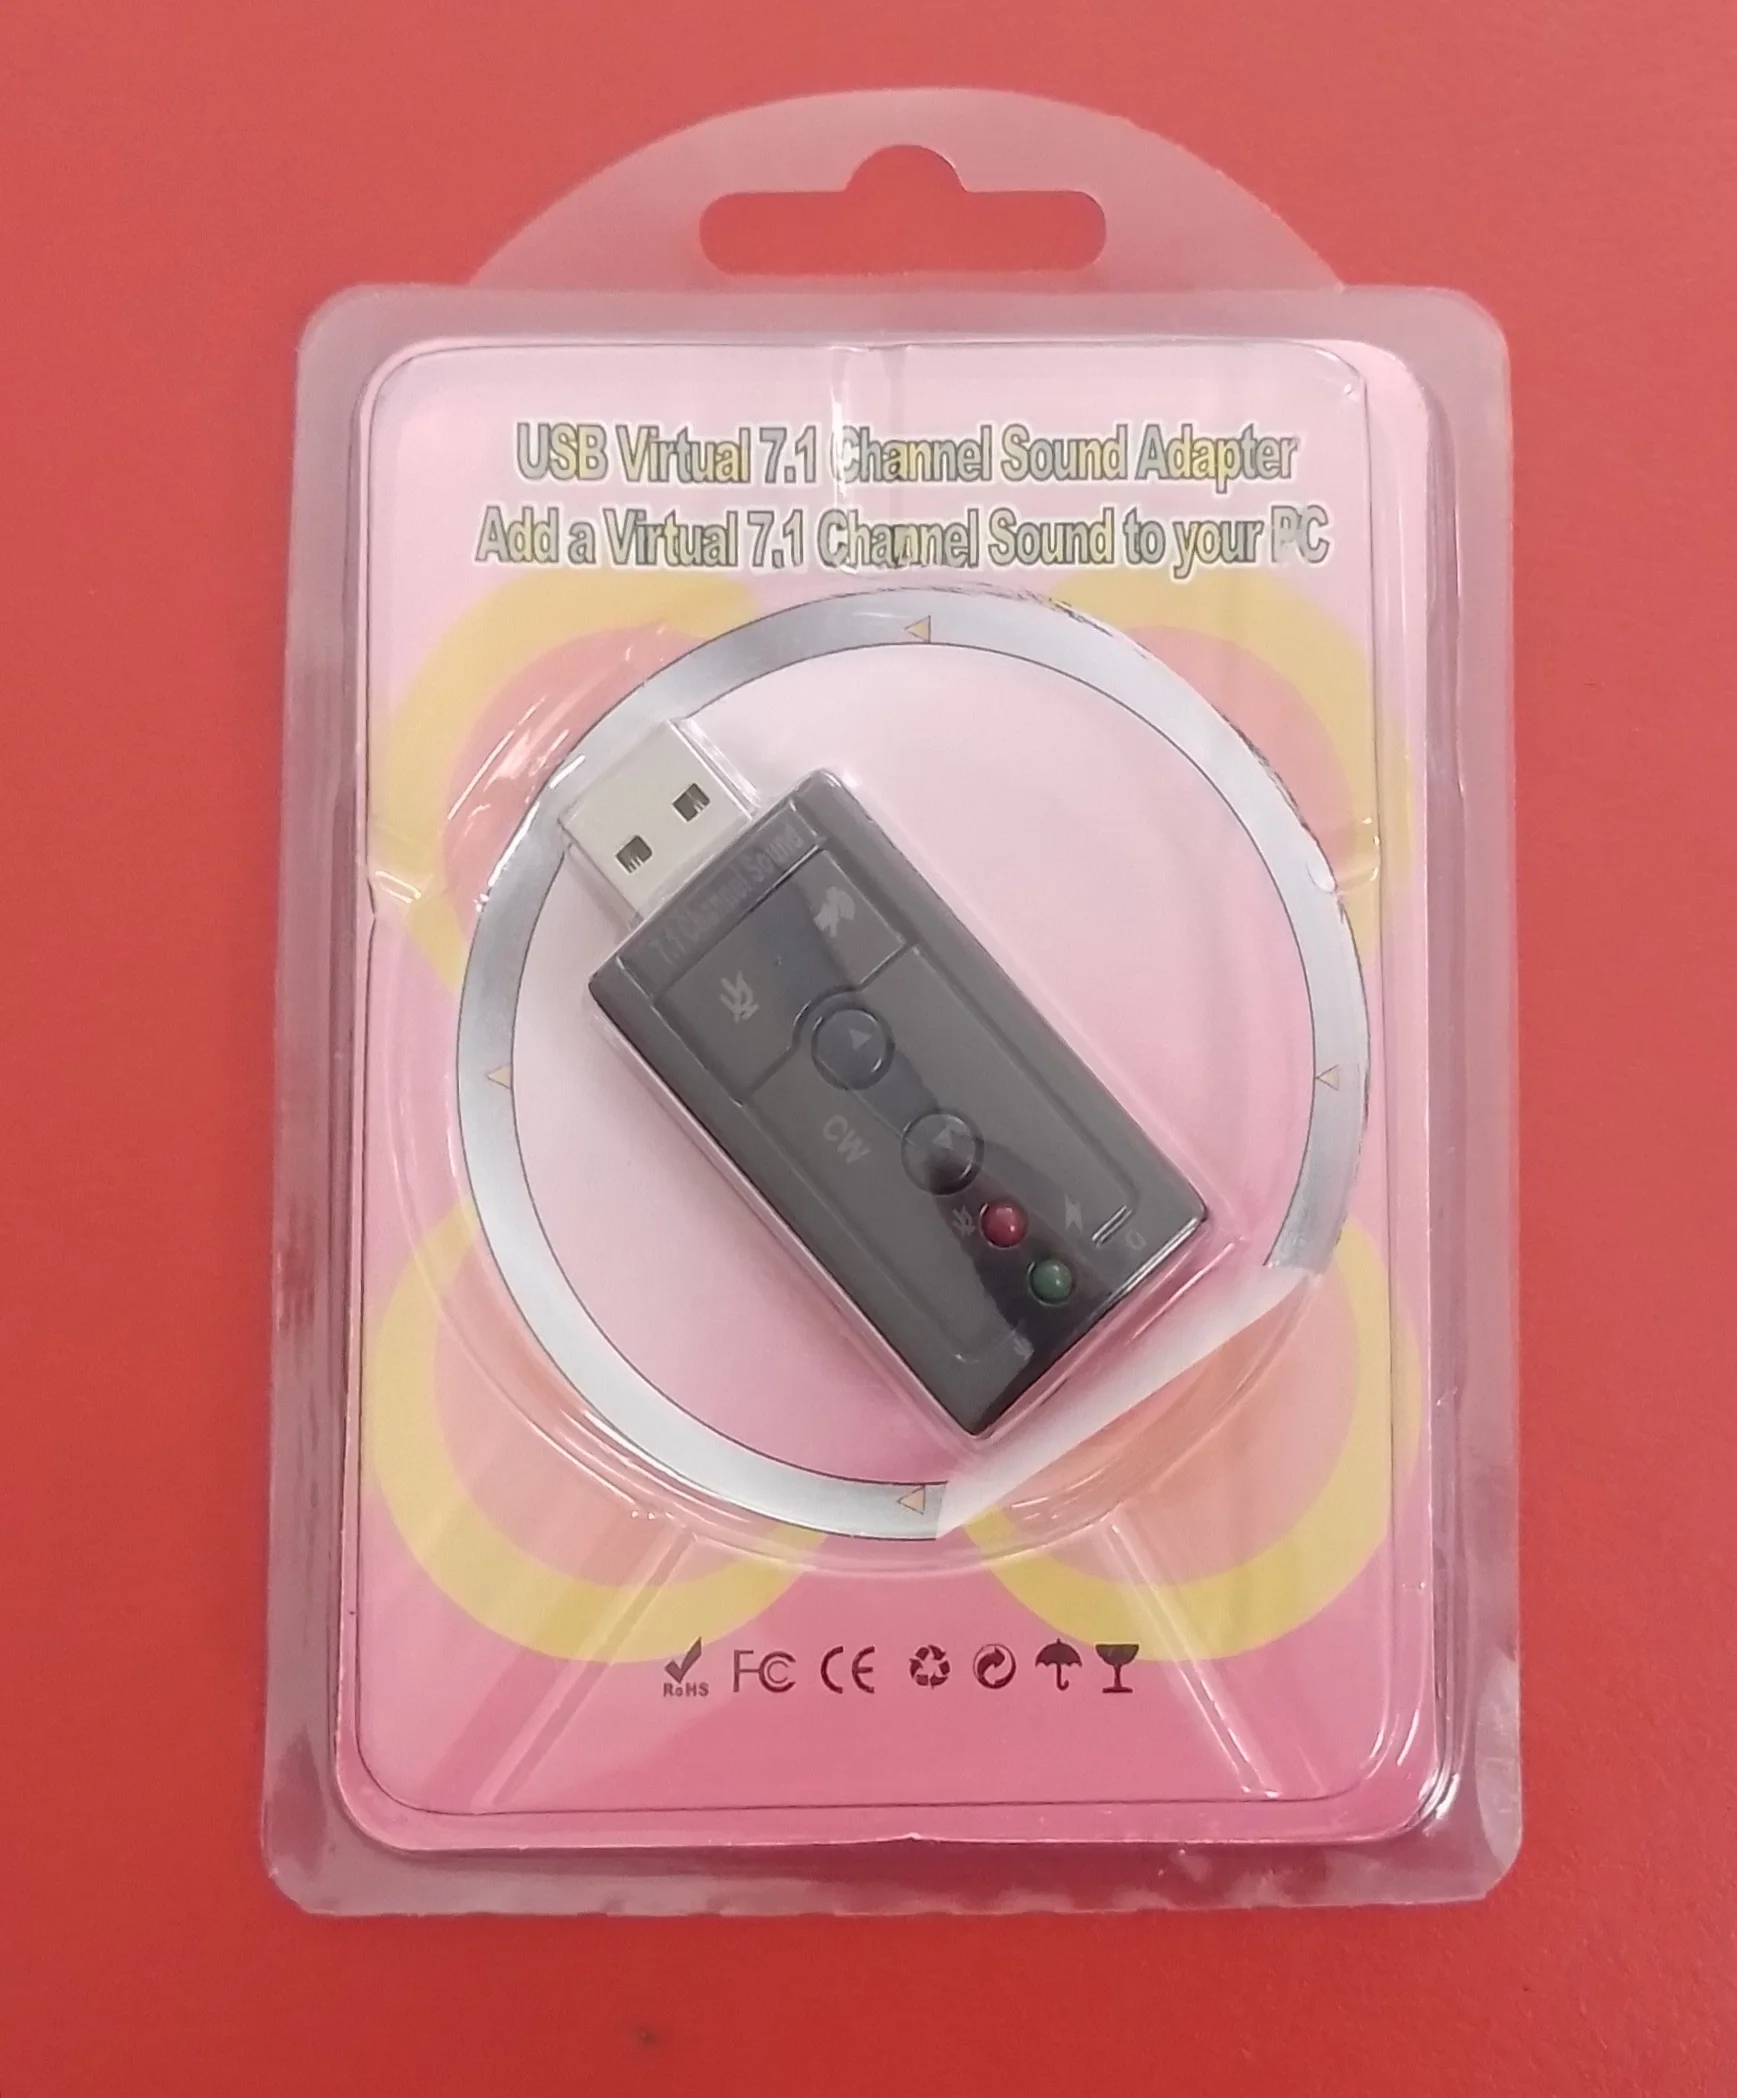 USB Virtual 7.1 Channel Sound Adapter
Add a Virtual 7.1 Channel Sound to your PC
7.1 Channel Sound
RoHS FC CE